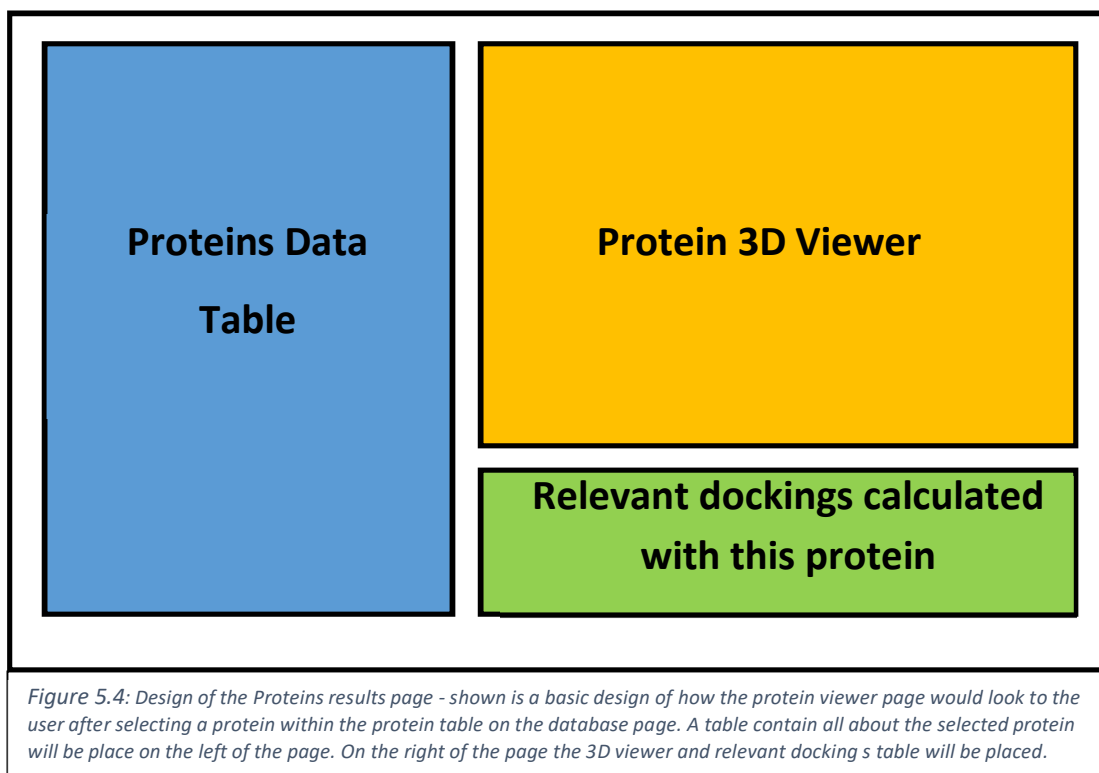 Proteins Data
Table
Protein 3D Viewer
Relevant dockings calculated
with this protein
Figure 5.4: Design of the Proteins results page - shown is a basic design of how the protein viewer page would look to the
user after selecting a protein within the protein table on the database page. A table contain all about the selected protein
will be place on the left of the page. On the right of the page the 3D viewer and relevant docking s table will be placed.